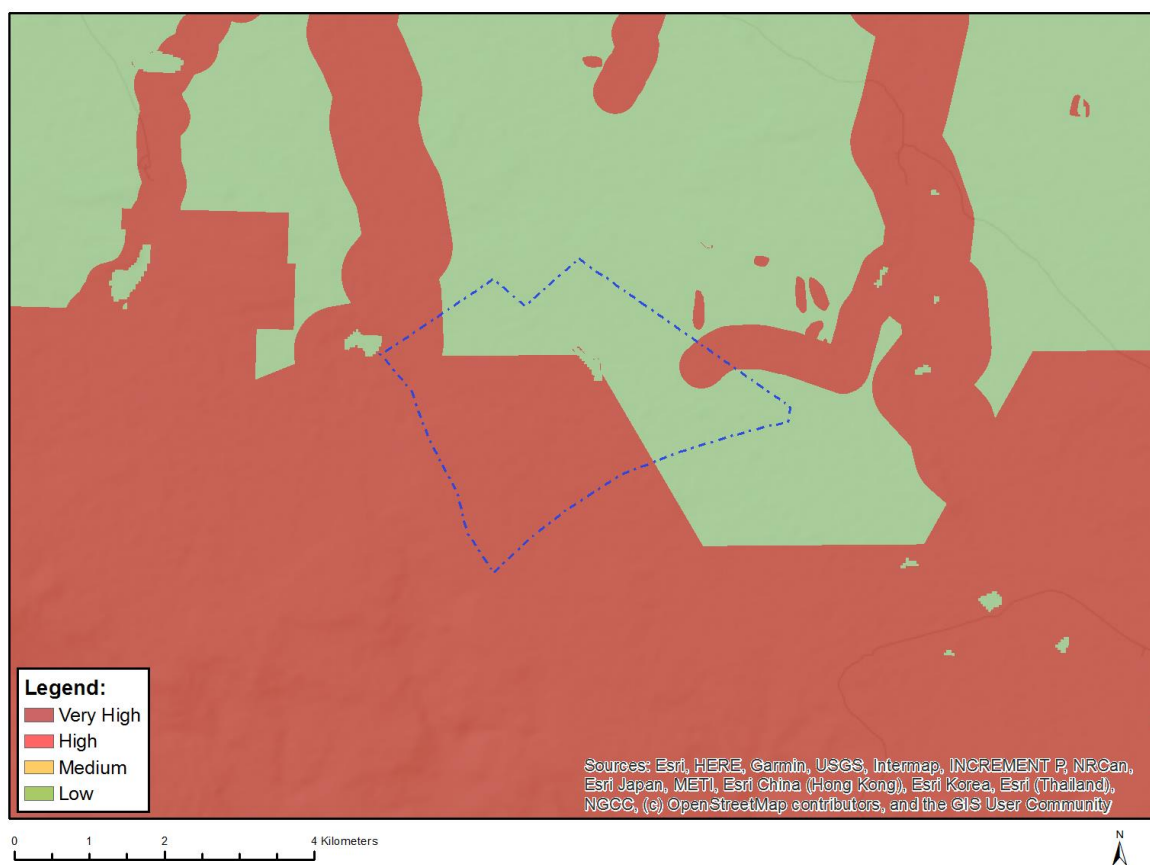 Legend:
Very High
High
Medium
Low
Sources: Esri, HERE, Garmin, USGS, Intermap, INCREMENT P, NRCan,
Esri Japan, METI, Esri China (Hong Kong), Esri Korea, Esri (Thailand),
NGCC, (c) OpenStreetMap contributors, and the GIS User Community
0 1 2 4 Kilometers
N